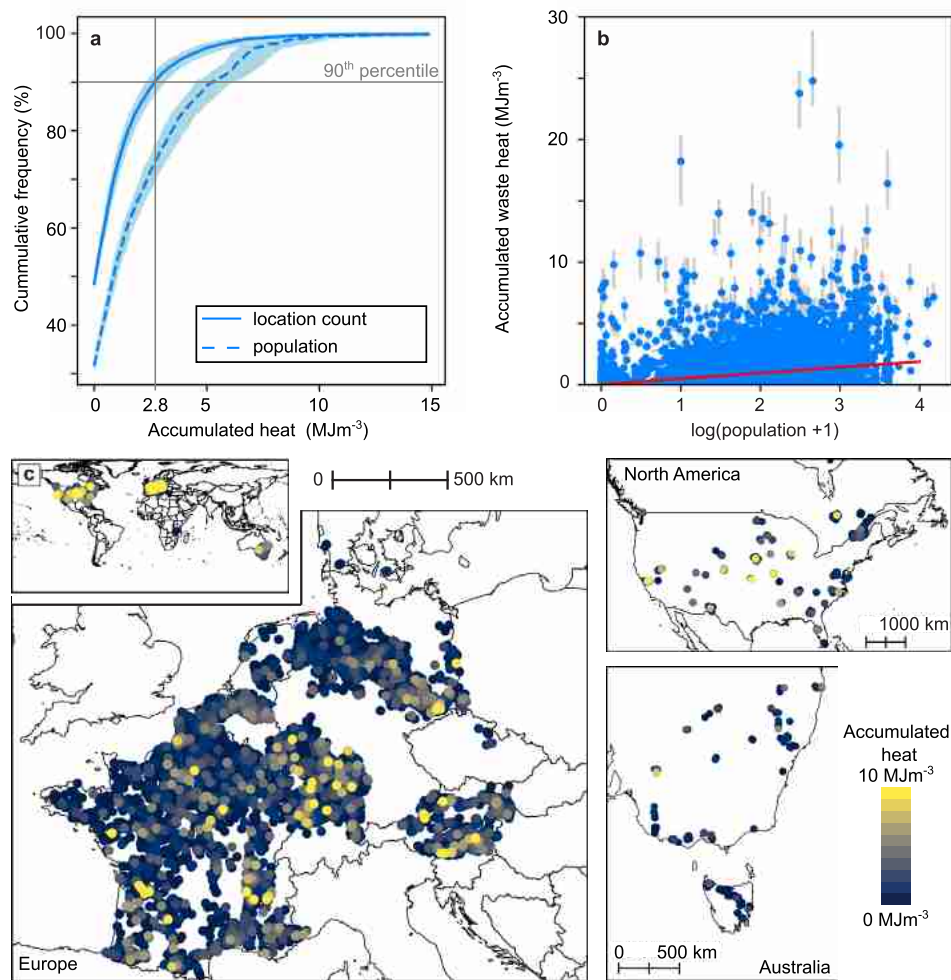 a
100
80
60
40
Cummulative frequency (%)
90th percentile
location count
population
0
2.8
5
10
15
Accumulated heat (MJm-3)
b
30
20
10
0
Accumulated waste heat (MJm-3)
0
1
2
3
4
log(population +1)
c
0
500 km
Europe
North America
1000 km
0
500 km
Australia
Accumulated
heat
10 MJm-3
0 MJm-3